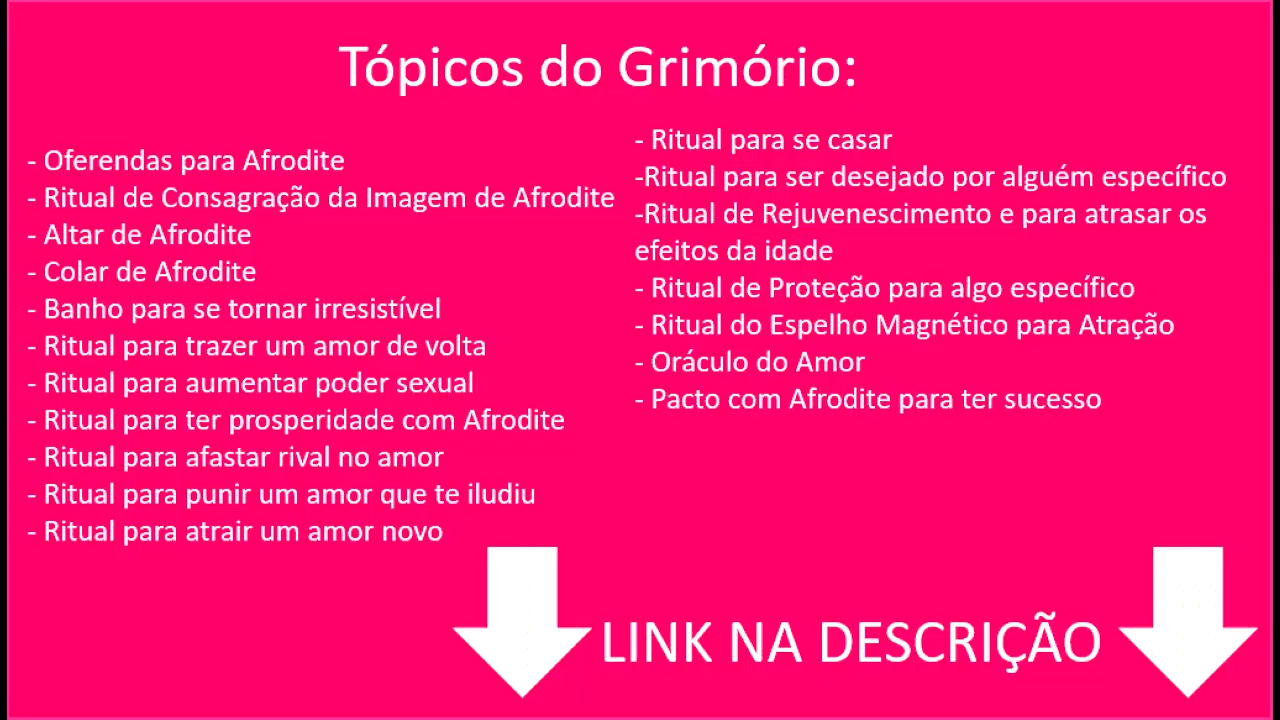 Tópicos do Grimório:
- Oferendas para Afrodite
- Ritual de Consagração da Imagem de Afrodite
- Altar de Afrodite
- Colar de Afrodite
- Banho para se tornar irresistível
- Ritual para trazer um amor de volta
- Ritual para aumentar poder sexual
- Ritual para ter prosperidade com Afrodite
- Ritual para afastar rival no amor
- Ritual para punir um amor que te iludiu
- Ritual para atrair um amor novo
- Ritual para se casar
-Ritual para ser desejado por alguém específico
-Ritual de Rejuvenescimento e para atrasar os
efeitos da idade
- Ritual de Proteção para algo específico
- Ritual do Espelho Magnético para Atração
- Oráculo do Amor
- Pacto com Afrodite para ter sucesso
LINK NA DESCRIÇÃO